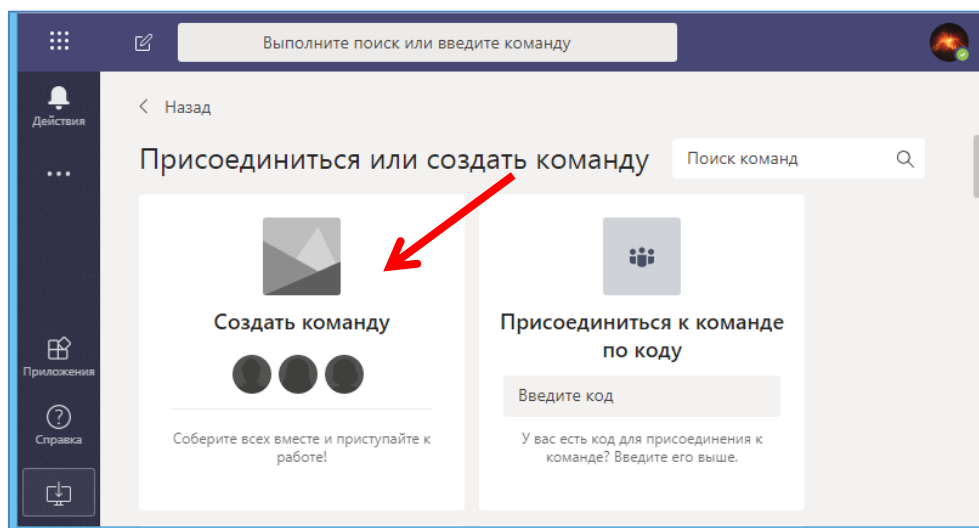 Выполните поиск или введите команду
Действия
Назад
Присоединиться или создать команду
Поиск команд
Создать команду
Соберите всех вместе и приступайте к
работе!
Присоединиться к команде
по коду
Введите код
У вас есть код для присоединения к
команде? Введите его выше.
Приложения
Справка